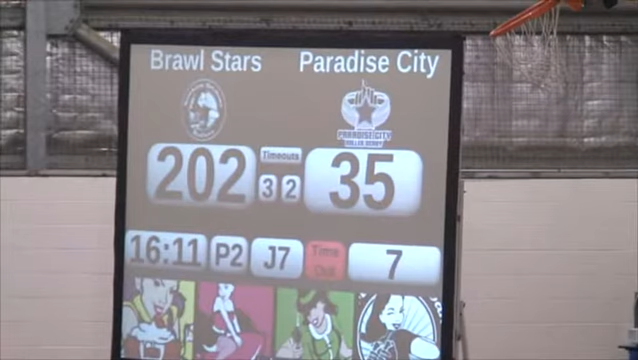 Brawl Stars Paradise City
PARADISE CITY
ROLLER DERBY
202 Timeouts 35
3 2
16:11 P2 J7 Time Out 7